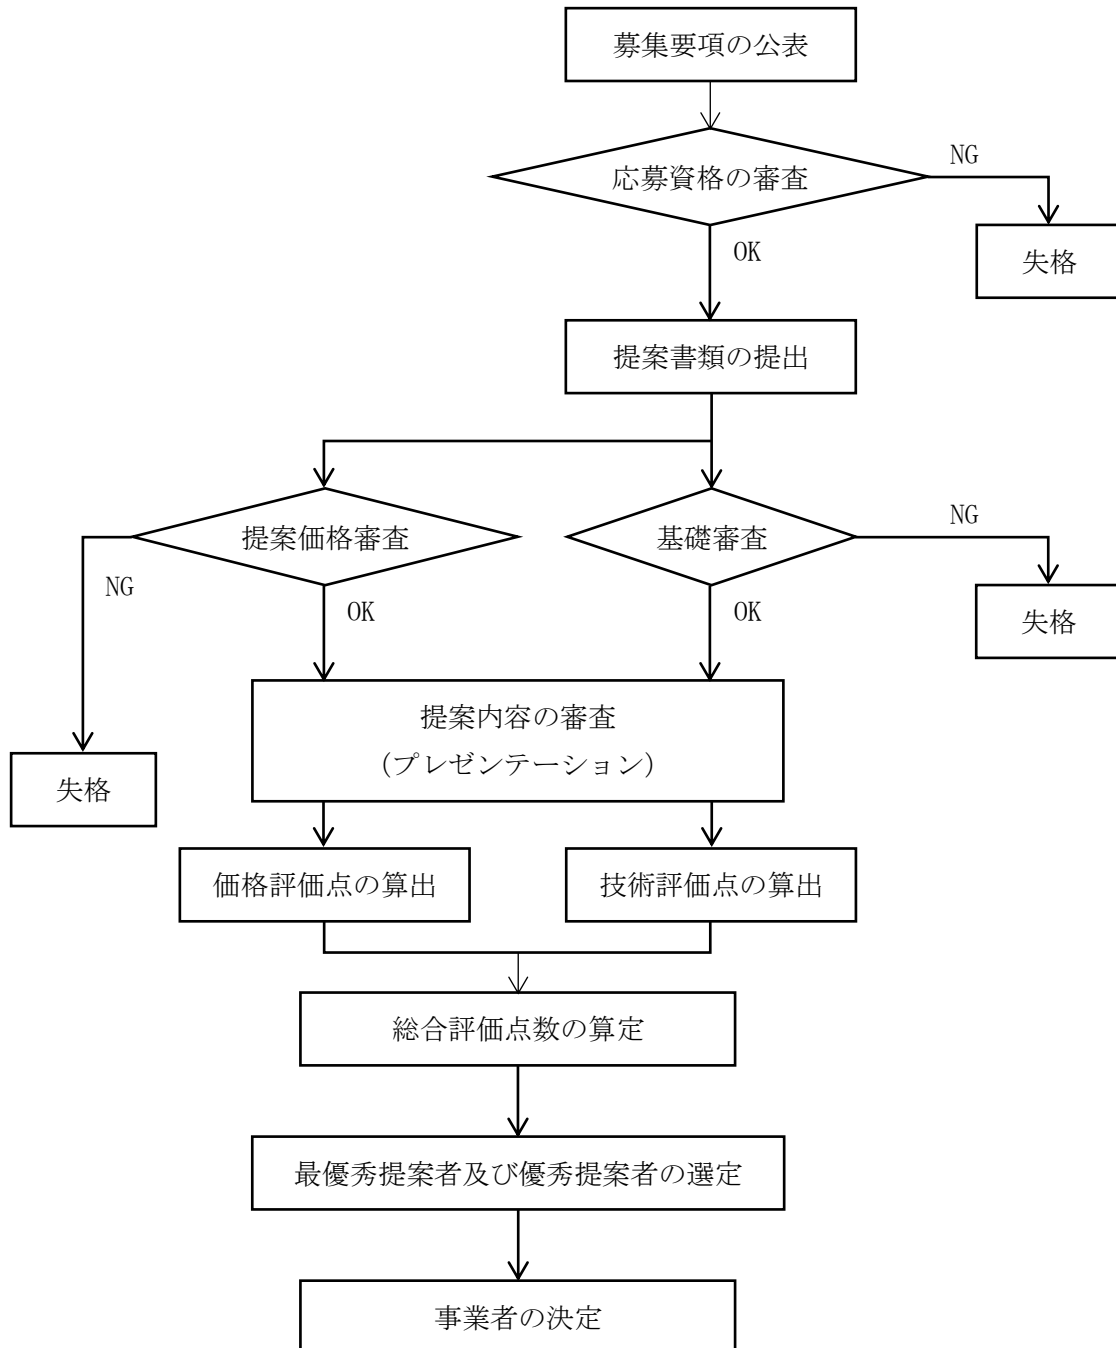 募集要項の公表
応募資格の審査
NG
失格
OK
提案書類の提出
提案価格審査
NG
OK
失格
基礎審査
NG
OK
失格
提案内容の審査
（プレゼンテーション）
価格評価点の算出
技術評価点の算出
総合評価点数の算定
最優秀提案者及び優秀提案者の選定
事業者の決定